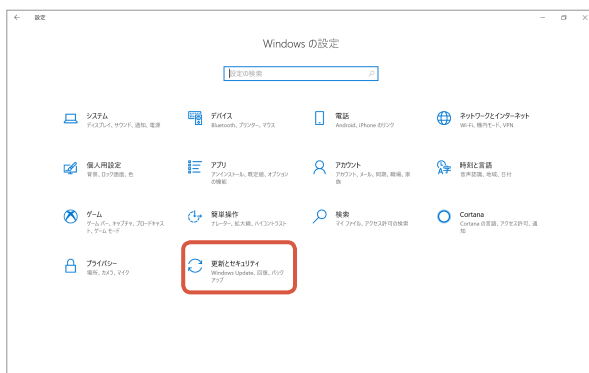 設定
Windows の設定
設定の検索
システム
ディスプレイ、サウンド、通知、電源
デバイス
Bluetooth、プリンター、マウス
電話
Android、iPhone のリンク
ネットワークとインターネット
Wi-Fi、機内モード、VPN
個人用設定
背景、ロック画面、色
アプリ
アンインストール、既定値、オプション
の機能
アカウント
アカウント、メール、同期、職場、家
族
時刻と言語
音声認識、地域、日付
ゲーム
ゲーム バー、キャプチャ、ブロードキャス
ト、ゲーム モード
簡単操作
ナレーター、拡大鏡、ハイコントラスト
検索
マイ ファイル、アクセス許可の検索
Cortana
Cortana の言語、アクセス許可、通
知
プライバシー
場所、カメラ、マイク
更新とセキュリティ
Windows Update、回復、バック
アップ